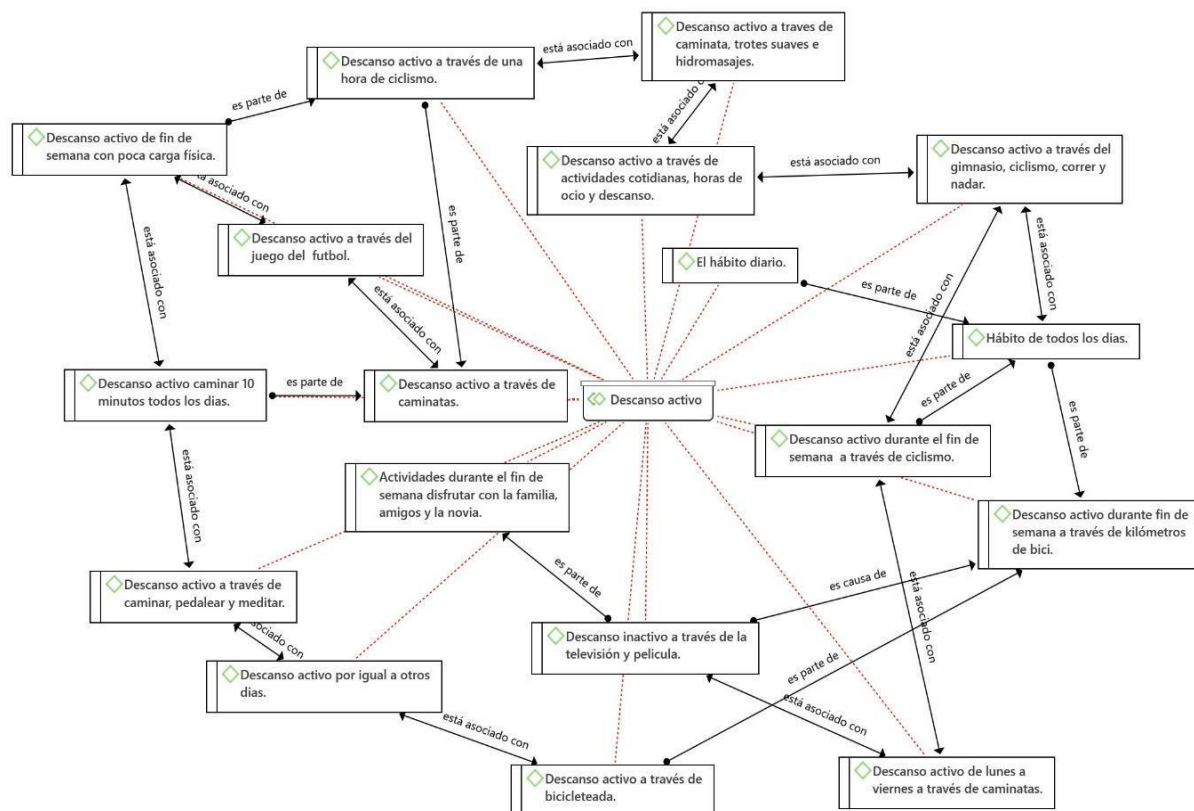 Descanso activo a traves de
caminata, trotes suaves e
hidromasajes.
está asociado con
Descanso activo a través de una
hora de ciclismo.
es parte de
está asociado con
Descanso activo de fin de
semana con poca carga física.
Descanso activo a través de
actividades cotidianas, horas de
ocio y descanso.
está asociado con
Descanso activo a través del
gimnasio, ciclismo, correr y
nadar.
está asociado con
es parte de
Descanso activo a través del
juego del futbol.
El hábito diario.
está asociado con
está asociado con
está asociado con
es parte de
está asociado con
Hábito de todos los dias.
Descanso activo caminar 10
minutos todos los dias.
es parte de
Descanso activo a través de
caminatas.
Descanso activo
es parte de
es parte de
Descanso activo durante el fin de
semana a través de ciclismo.
está asociado con
Actividades durante el fin de
semana disfrutar con la familia,
amigos y la novia.
Descanso activo durante fin de
semana a través de kilómetros
de bici.
es parte de
es causa de
Descanso activo a través de
caminar, pedalear y meditar.
está asociado con
asociado con
Descanso inactivo a través de la
televisión y pelicula.
es parte de
Descanso activo por igual a otros
dias.
está asociado con
está asociado con
Descanso activo a través de
bicicleteada.
Descanso activo de lunes a
viernes a través de caminatas.